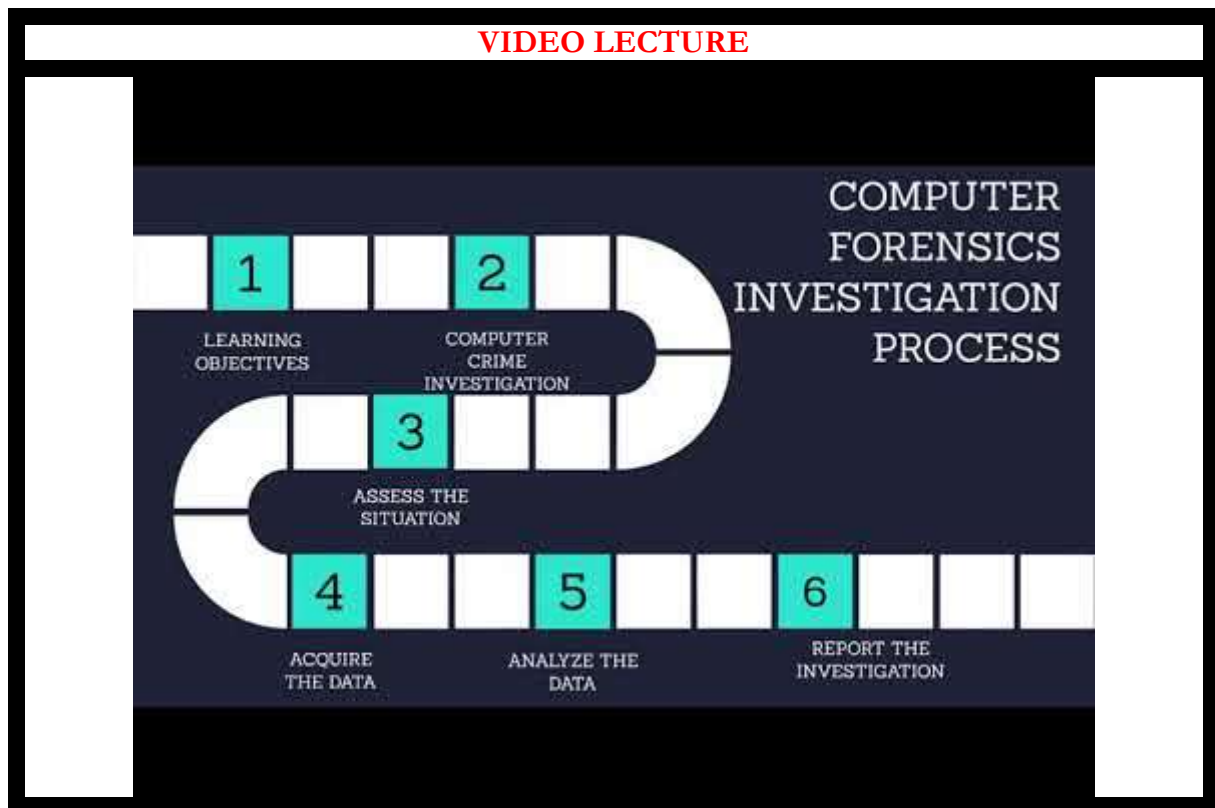 VIDEO LECTURE
COMPUTER
FORENSICS
INVESTIGATION
PROCESS
1
LEARNING
OBJECTIVES
2
COMPUTER
CRIME
INVESTIGATION
3
ASSESS THE
SITUATION
4
ACQUIRE
THE DATA
5
ANALYZE THE
DATA
6
REPORT THE
INVESTIGATION